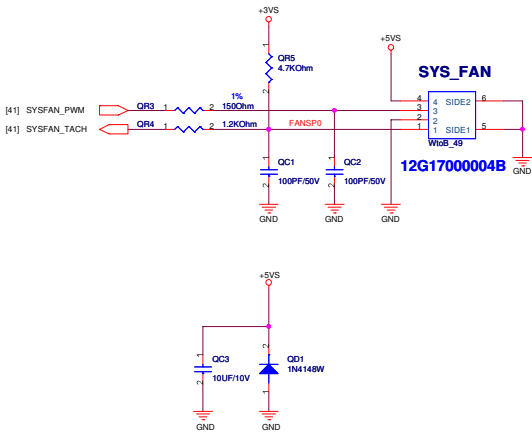 +3VS
1
QR5
4.7KOhm
2
+5VS
SYS_FAN
[41] SYSFAN_PWM
QR3 1 2 1% 150Ohm
[41] SYSFAN_TACH
QR4 1 2 1.2KOhm
FANSP0
4 4 SIDE2 6
3 3
2 2
1 1 SIDE1 5
WtoB_49
12G17000004B
1
QC1
100PF/50V
2
1
QC2
100PF/50V
2
GND
GND
GND
GND
+5VS
1
QC3
10UF/10V
2
2
QD1
1N4148W
1
GND
GND